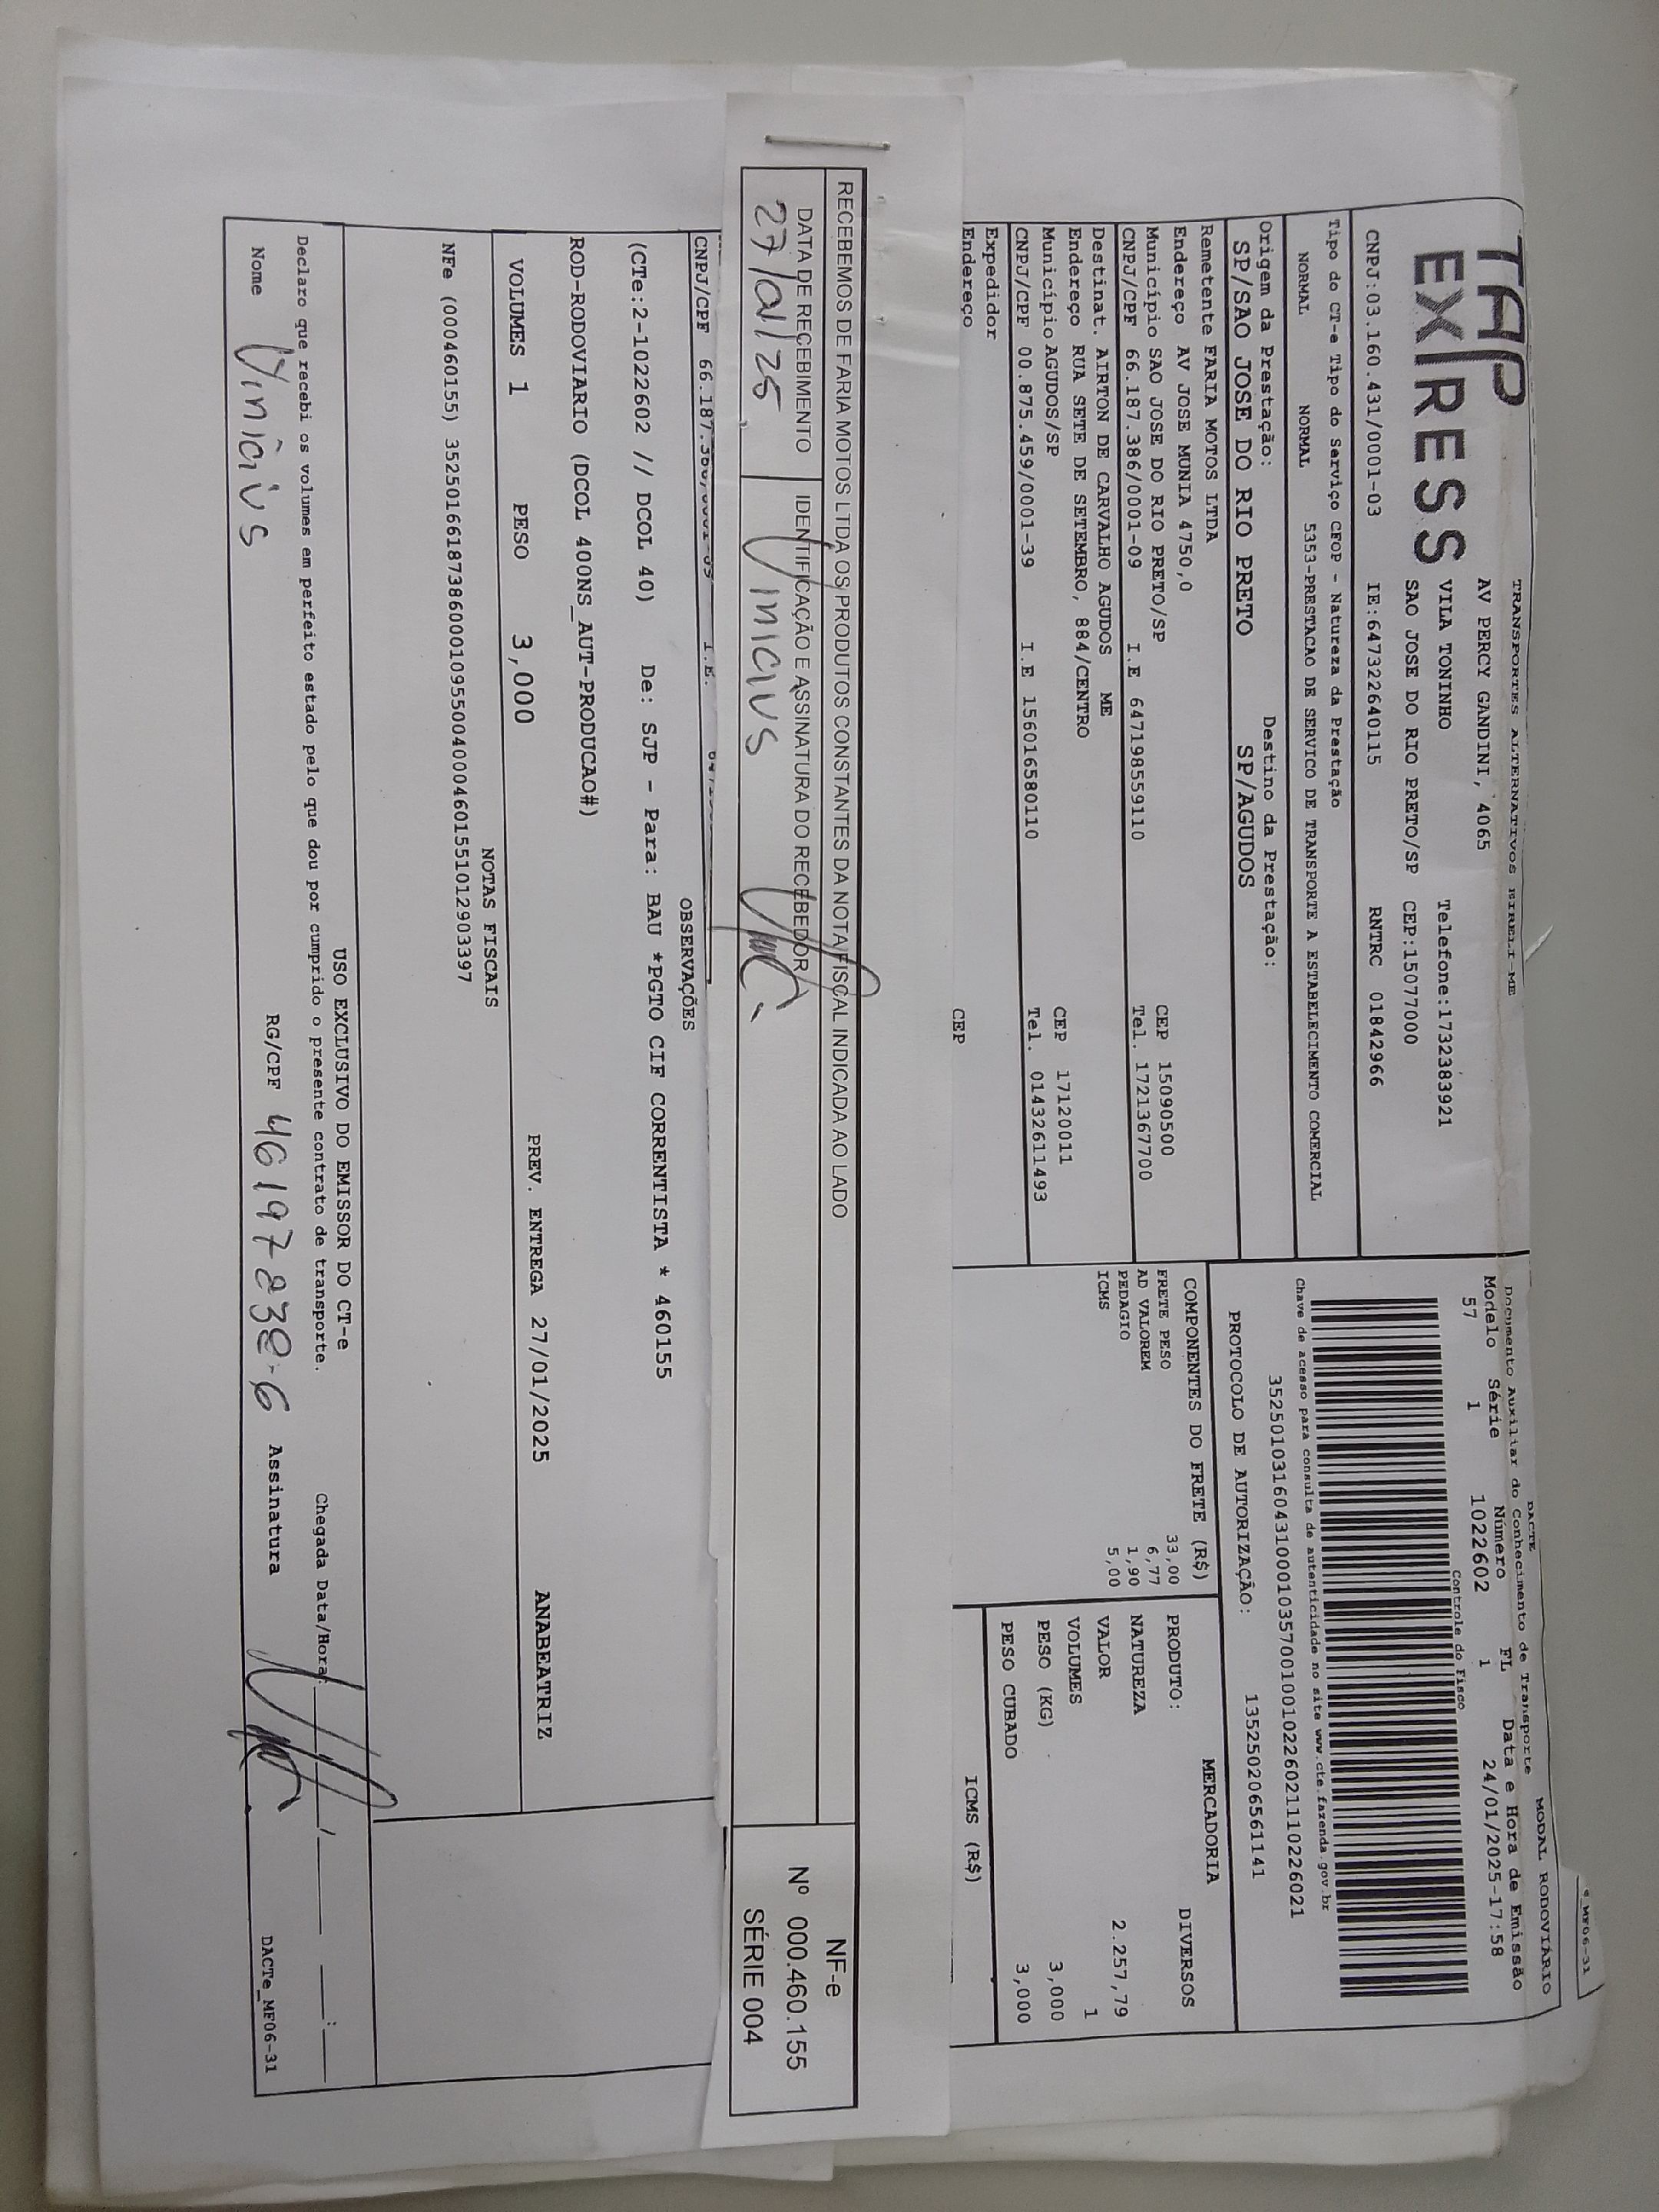 e_MF06-31
TAP
EXPRESS
TRANSPORTES ALTERNATIVOS EIRELI-ME
AV PERCY GANDINI, 4065
VILA TONINHO Telefone:1732383921
SAO JOSE DO RIO PRETO/SP CEP:15077000
CNPJ:03.160.431/0001-03 IE:647322640115 RNTRC 01842966
DACTE MODAL RODOVIÁRIO
Documento Auxiliar do Conhecimento de Transporte
Modelo Série Número FL Data e Hora de Emissão
57 1 1022602 1 24/01/2025-17:58
Controle do Fisco
Chave de acesso para consulta de autenticidade no site www.cte.fazenda.gov.br
35250103160431000103570010010226021110226021
PROTOCOLO DE AUTORIZAÇÃO: 135250206561141
Tipo do CT-e Tipo do Serviço CFOP - Natureza da Prestação
NORMAL NORMAL 5353-PRESTACAO DE SERVICO DE TRANSPORTE A ESTABELECIMENTO COMERCIAL
Origem da Prestação: Destino da Prestação:
SP/SAO JOSE DO RIO PRETO SP/AGUDOS
Remetente FARIA MOTOS LTDA
Endereço AV JOSE MUNIA 4750,0 CEP 15090500
Município SAO JOSE DO RIO PRETO/SP Tel. 1721367700
CNPJ/CPF 66.187.386/0001-09 I.E 647198559110
Destinat. AIRTON DE CARVALHO AGUDOS ME
Endereço RUA SETE DE SETEMBRO, 884/CENTRO CEP 17120011
Município AGUDOS/SP Tel. 01432611493
CNPJ/CPF 00.875.459/0001-39 I.E 156016580110
Expedidor
Endereço CEP
COMPONENTES DO FRETE (R$)
FRETE PESO 33,00
AD VALOREM 6,77
PEDAGIO 1,90
ICMS 5,00
MERCADORIA
PRODUTO: DIVERSOS
NATUREZA
VALOR 2.257,79
VOLUMES 1
PESO (KG) 3,000
PESO CUBADO 3,000
ICMS (R$)
RECEBEMOS DE FARIA MOTOS LTDA OS PRODUTOS CONSTANTES DA NOTA FISCAL INDICADA AO LADO
DATA DE RECEBIMENTO IDENTIFICAÇÃO E ASSINATURA DO RECEBEDOR
27/01/25 Vinicius
NF-e
Nº 000.460.155
SÉRIE 004
CNPJ/CPF 66.187. I.E.
OBSERVAÇÕES
(CTe:2-1022602 // DCOL 40) De: SJP - Para: BAU *PGTO CIF CORRENTISTA * 460155
ROD-RODOVIARIO (DCOL 400NS_AUT-PRODUCAO#)
VOLUMES 1 PESO 3,000 PREV. ENTREGA 27/01/2025 ANABEATRIZ
NOTAS FISCAIS
NFe (000460155) 35250166187386000109550040004601551012903397
USO EXCLUSIVO DO EMISSOR DO CT-e
Declaro que recebi os volumes em perfeito estado pelo que dou por cumprido o presente contrato de transporte. Chegada Data/Hora: / :
Nome Vinicius RG/CPF 46197838-6 Assinatura
DACTe_MF06-31